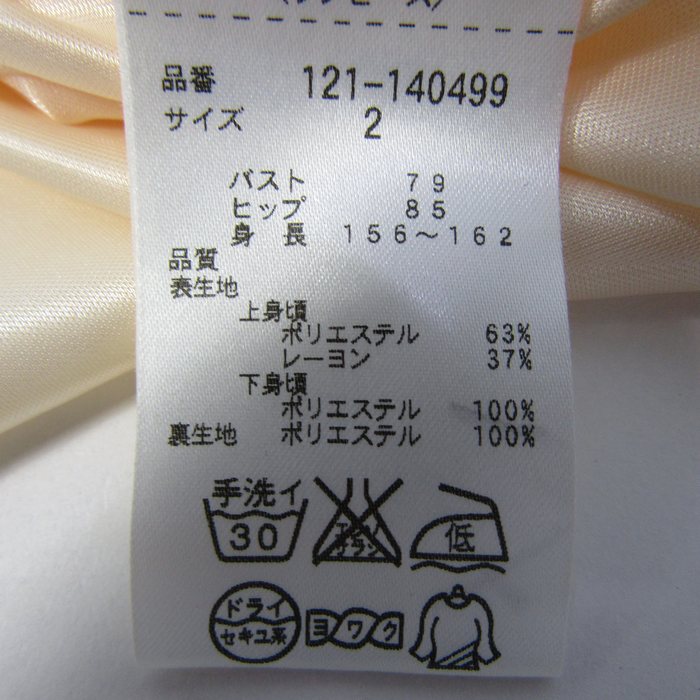 品番 121-140499
サイズ 2
バスト 79
ヒップ 85
身長 156～162
品質
表生地
上身頃
ポリエステル 63%
レーヨン 37%
下身頃
ポリエステル 100%
裏生地 ポリエステル 100%
手洗イ
30 低
ドライ
セキユ系 ヨワク